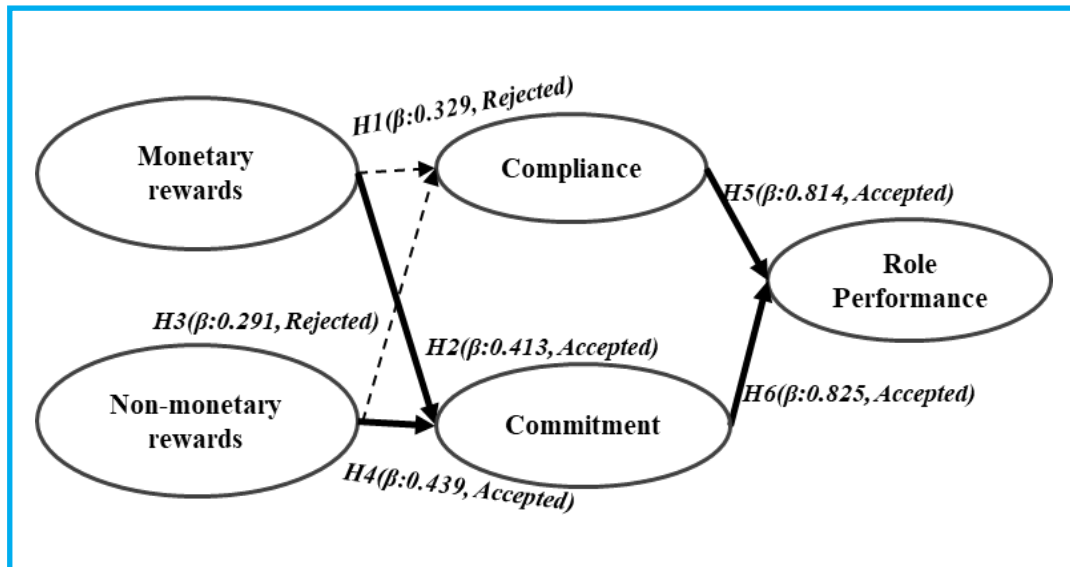 H1(β:0.329, Rejected)
Monetary
rewards
Compliance
H5(β:0.814, Accepted)
Role
Performance
H3(β:0.291, Rejected)
H2(β:0.413, Accepted)
H6(β:0.825, Accepted)
Non-monetary
rewards
Commitment
H4(β:0.439, Accepted)